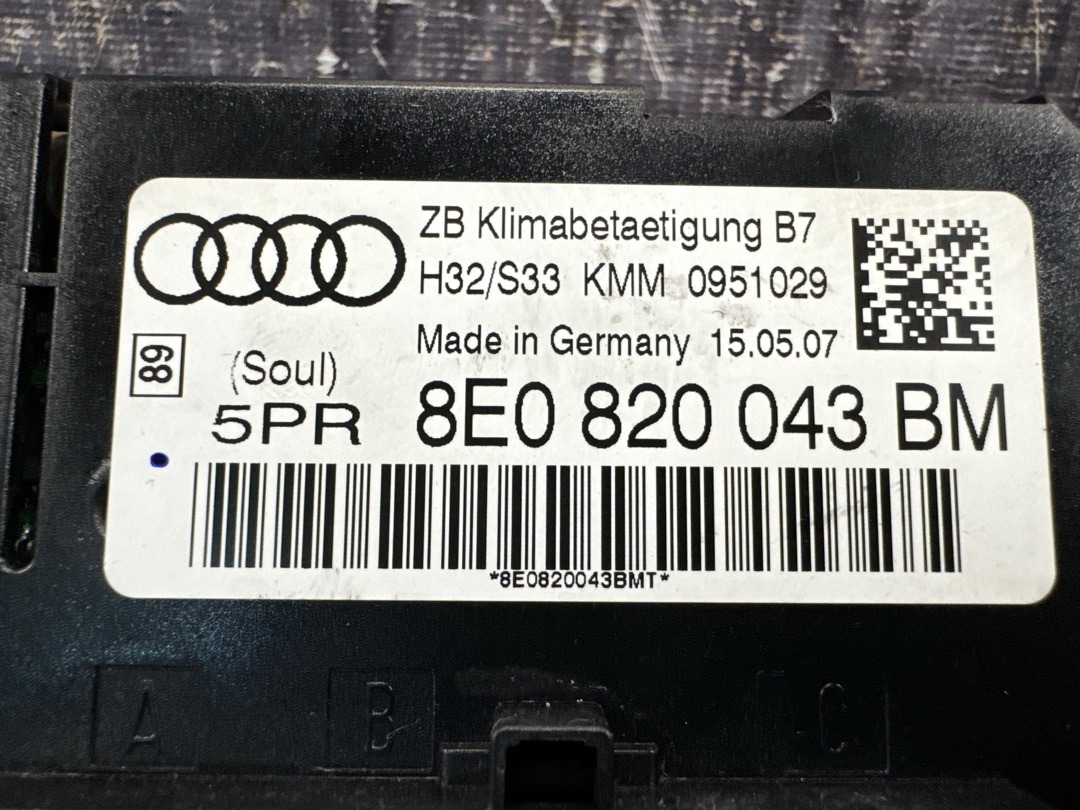 ZB Klimabetaetigung B7
H32/S33 KMM 0951029
Made in Germany 15.05.07
89
(Soul)
5PR 8E0 820 043 BM
*8E0820043BMT*
A B C